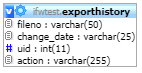 ifwtest.exporthistory
fileno : varchar(50)
change_date : varchar(25)
# uid : int(11)
action : varchar(255)